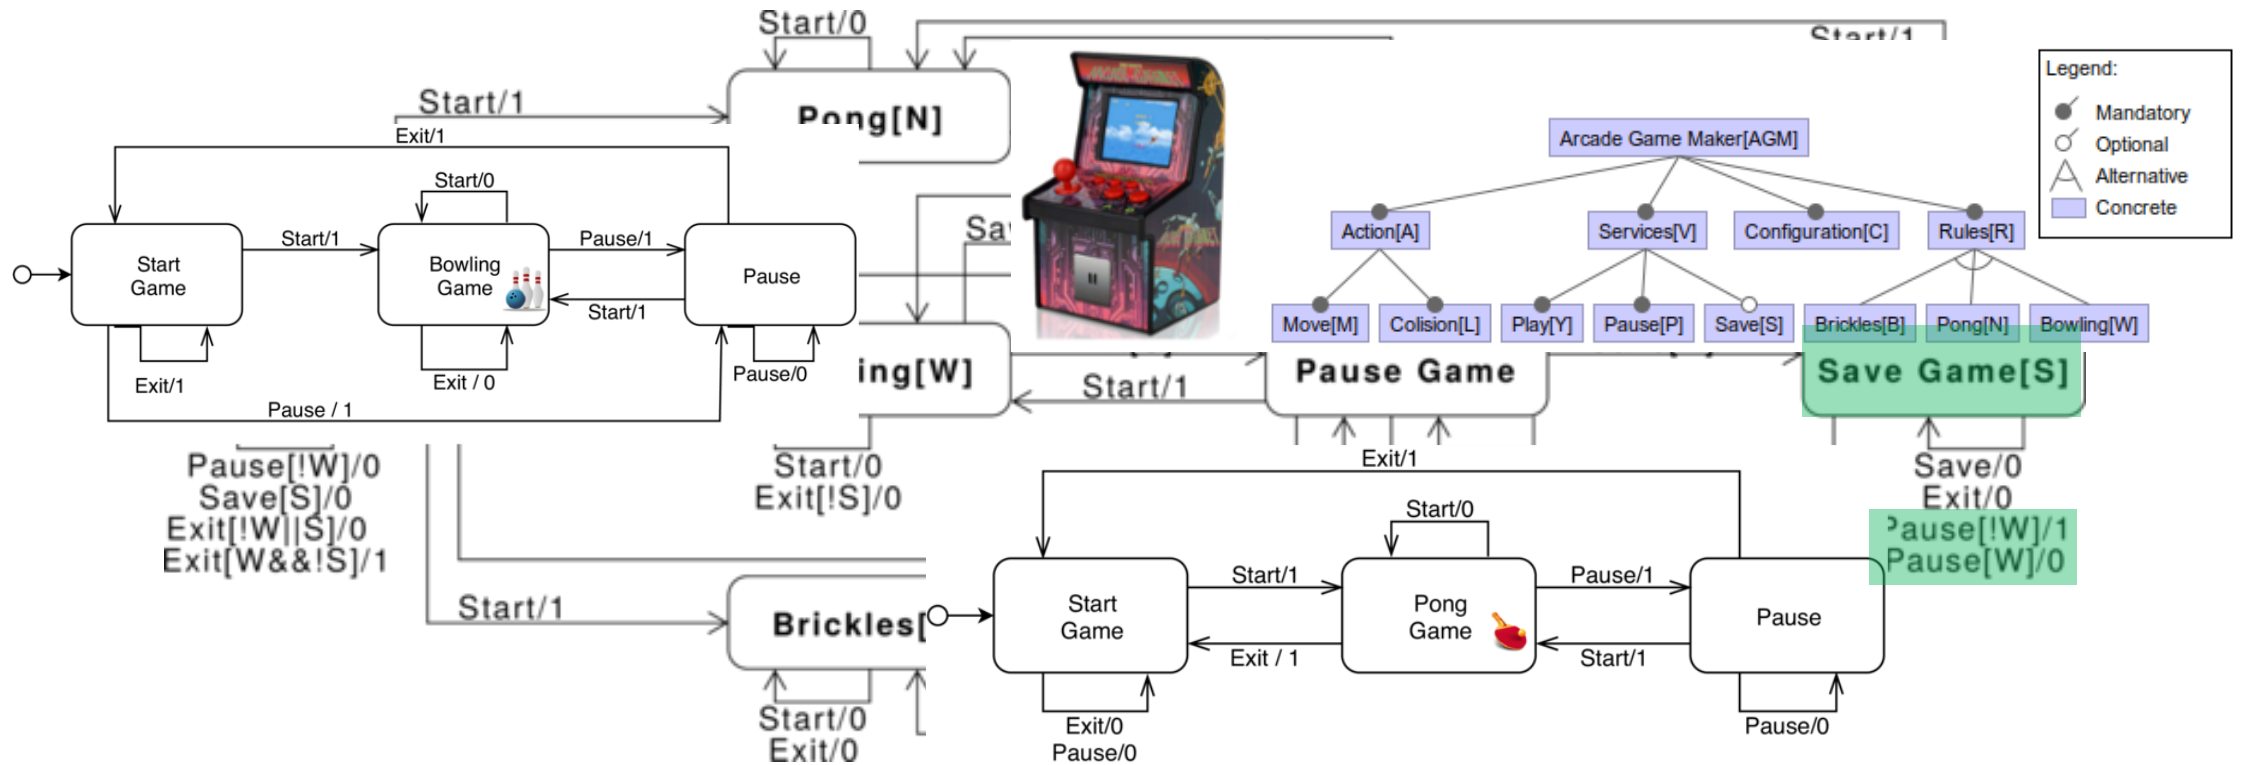 Start/0
Start/1
Start/1
Pong[N]
Exit/1
Start/0
Start/1
Pause/1
Start
Game
Bowling
Game
Pause
Start/1
Exit/1
Exit / 0
Pause/0
Pause / 1
Sa
ing[W]
Start/1
Pause Game
Save Game[S]
Arcade Game Maker[AGM]
Action[A]
Services[V]
Configuration[C]
Rules[R]
Move[M]
Colision[L]
Play[Y]
Pause[P]
Save[S]
Brickles[B]
Pong[N]
Bowling[W]
Legend:
Mandatory
Optional
Alternative
Concrete
Pause[!W]/0
Save[S]/0
Exit[!W||S]/0
Exit[W&&!S]/1
Start/0
Exit[!S]/0
Save/0
Exit/0
Pause[!W]/1
Pause[W]/0
Start/1
Brickles[
Start/0
Exit/0
Exit/1
Start/0
Start/1
Pause/1
Start
Game
Pong
Game
Pause
Exit / 1
Start/1
Exit/0
Pause/0
Pause/0